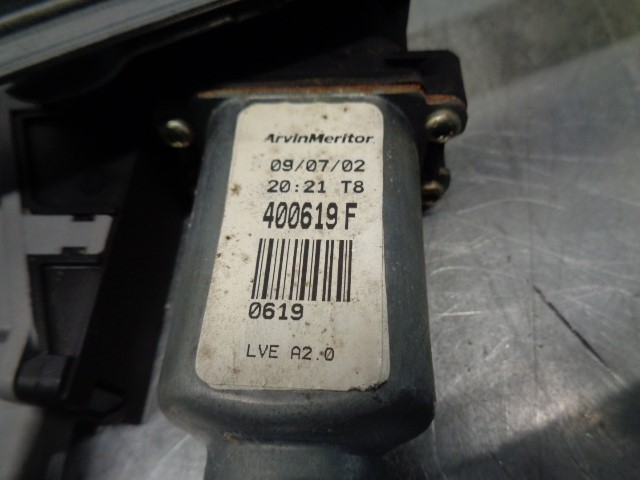 ArvinMeritor
09/07/02
20:21 T8
400619 F
0619
LVE A2.0